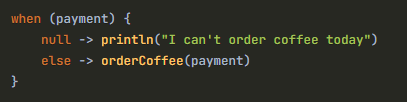 when (payment) {
    null -> println("I can't order coffee today")
    else -> orderCoffee(payment)
}